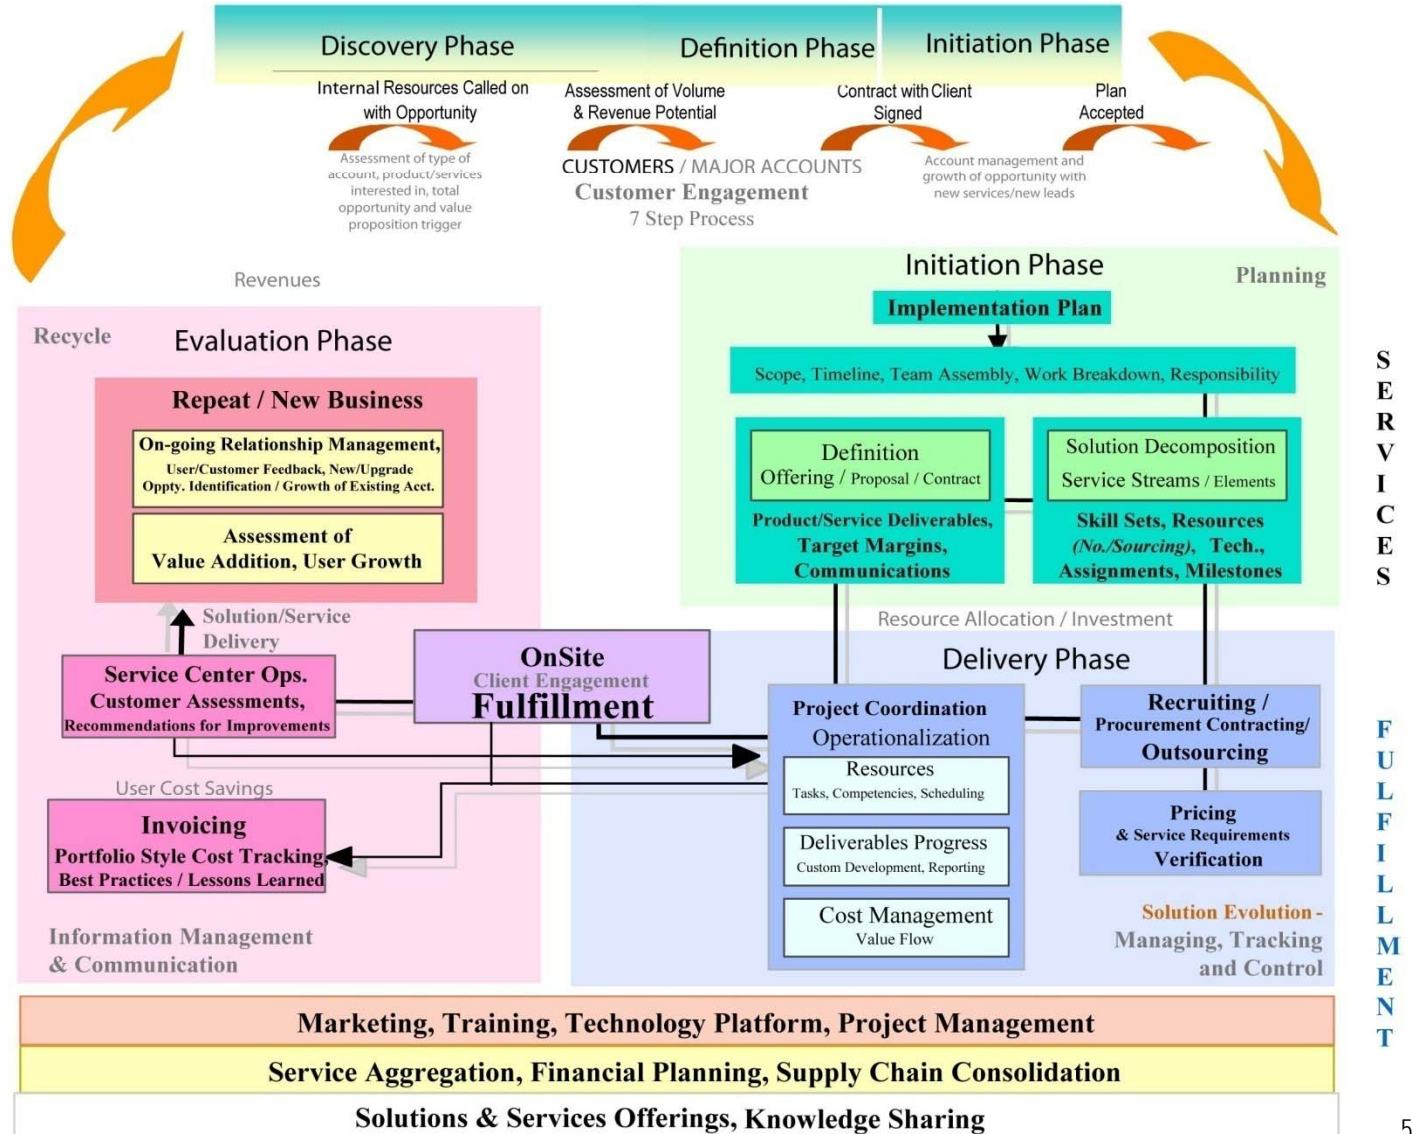 Discovery Phase
Definition Phase
Initiation Phase
Internal Resources Called on
with Opportunity
Assessment of Volume
& Revenue Potential
Contract with Client
Signed
Plan
Accepted
Assessment of type of
account, product/services
interested in, total
opportunity and value
proposition trigger
CUSTOMERS / MAJOR ACCOUNTS
Customer Engagement
7 Step Process
Account management and
growth of opportunity with
new services/new leads
Revenues
Recycle
Evaluation Phase
Repeat / New Business
On-going Relationship Management,
User/Customer Feedback, New/Upgrade
Oppty. Identification / Growth of Existing Acct.
Assessment of
Value Addition, User Growth
Solution/Service
Delivery
Service Center Ops.
Customer Assessments,
Recommendations for Improvements
User Cost Savings
Invoicing
Portfolio Style Cost Tracking,
Best Practices / Lessons Learned
Information Management
& Communication
OnSite
Client Engagement
Fulfillment
Initiation Phase
Planning
Implementation Plan
Scope, Timeline, Team Assembly, Work Breakdown, Responsibility
Definition
Offering / Proposal / Contract
Product/Service Deliverables,
Target Margins,
Communications
Solution Decomposition
Service Streams / Elements
Skill Sets, Resources
(No./Sourcing), Tech.,
Assignments, Milestones
Resource Allocation / Investment
Delivery Phase
Project Coordination
Operationalization
Resources
Tasks, Competencies, Scheduling
Deliverables Progress
Custom Development, Reporting
Cost Management
Value Flow
Recruiting /
Procurement Contracting/
Outsourcing
Pricing
& Service Requirements
Verification
Solution Evolution -
Managing, Tracking
and Control
SERVICES
FULFILLMENT
Marketing, Training, Technology Platform, Project Management
Service Aggregation, Financial Planning, Supply Chain Consolidation
Solutions & Services Offerings, Knowledge Sharing
5